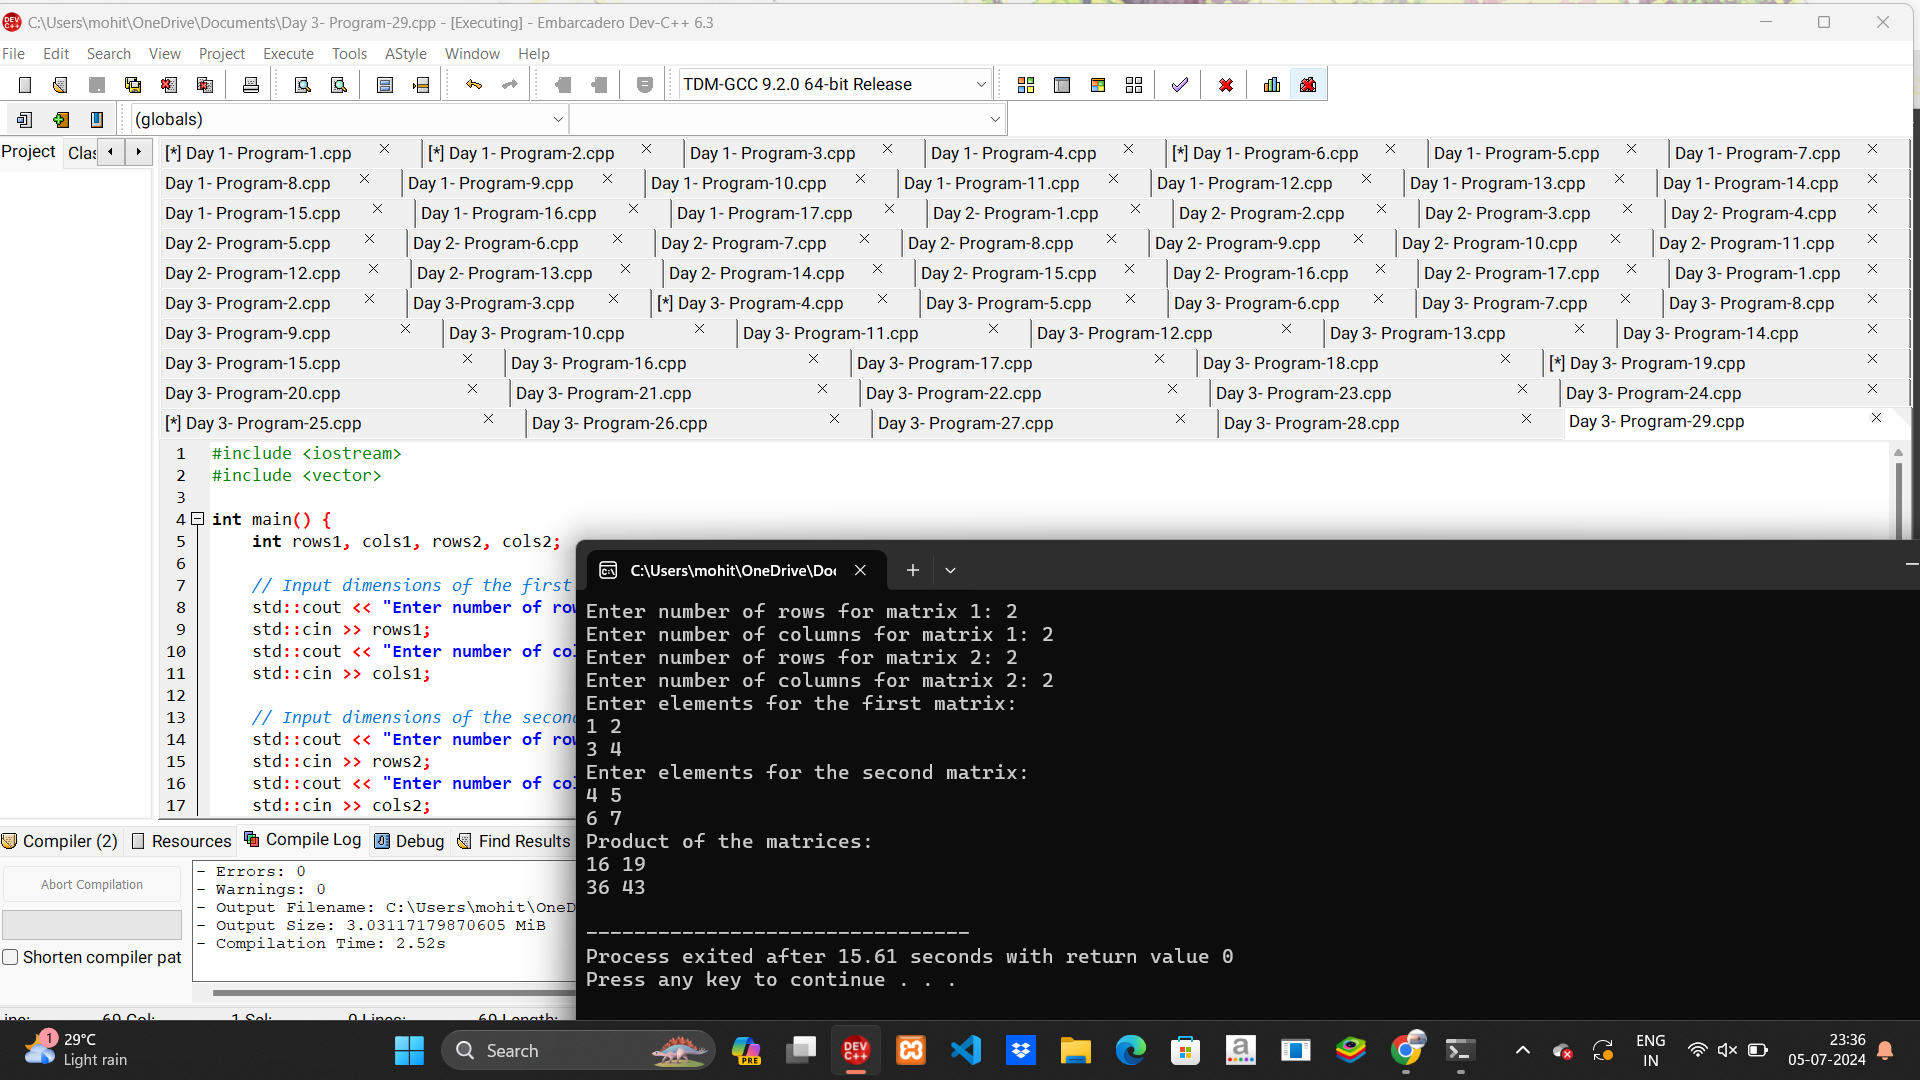 C:\Users\mohit\OneDrive\Documents\Day 3- Program-29.cpp - [Executing] - Embarcadero Dev-C++ 6.3
File Edit Search View Project Execute Tools AStyle Window Help
TDM-GCC 9.2.0 64-bit Release
(globals)
Project Clas
[*] Day 1- Program-1.cpp [*] Day 1- Program-2.cpp Day 1- Program-3.cpp Day 1- Program-4.cpp [*] Day 1- Program-6.cpp Day 1- Program-5.cpp Day 1- Program-7.cpp
Day 1- Program-8.cpp Day 1- Program-9.cpp Day 1- Program-10.cpp Day 1- Program-11.cpp Day 1- Program-12.cpp Day 1- Program-13.cpp Day 1- Program-14.cpp
Day 1- Program-15.cpp Day 1- Program-16.cpp Day 1- Program-17.cpp Day 2- Program-1.cpp Day 2- Program-2.cpp Day 2- Program-3.cpp Day 2- Program-4.cpp
Day 2- Program-5.cpp Day 2- Program-6.cpp Day 2- Program-7.cpp Day 2- Program-8.cpp Day 2- Program-9.cpp Day 2- Program-10.cpp Day 2- Program-11.cpp
Day 2- Program-12.cpp Day 2- Program-13.cpp Day 2- Program-14.cpp Day 2- Program-15.cpp Day 2- Program-16.cpp Day 2- Program-17.cpp Day 3- Program-1.cpp
Day 3- Program-2.cpp Day 3-Program-3.cpp [*] Day 3- Program-4.cpp Day 3- Program-5.cpp Day 3- Program-6.cpp Day 3- Program-7.cpp Day 3- Program-8.cpp
Day 3- Program-9.cpp Day 3- Program-10.cpp Day 3- Program-11.cpp Day 3- Program-12.cpp Day 3- Program-13.cpp Day 3- Program-14.cpp
Day 3- Program-15.cpp Day 3- Program-16.cpp Day 3- Program-17.cpp Day 3- Program-18.cpp [*] Day 3- Program-19.cpp
Day 3- Program-20.cpp Day 3- Program-21.cpp Day 3- Program-22.cpp Day 3- Program-23.cpp Day 3- Program-24.cpp
[*] Day 3- Program-25.cpp Day 3- Program-26.cpp Day 3- Program-27.cpp Day 3- Program-28.cpp Day 3- Program-29.cpp
1 #include <iostream>
2 #include <vector>
3
4 int main() {
5 int rows1, cols1, rows2, cols2;
6
7 // Input dimensions of the first
8 std::cout << "Enter number of row
9 std::cin >> rows1;
10 std::cout << "Enter number of col
11 std::cin >> cols1;
12
13 // Input dimensions of the second
14 std::cout << "Enter number of row
15 std::cin >> rows2;
16 std::cout << "Enter number of col
17 std::cin >> cols2;
C:\Users\mohit\OneDrive\Doc
Enter number of rows for matrix 1: 2
Enter number of columns for matrix 1: 2
Enter number of rows for matrix 2: 2
Enter number of columns for matrix 2: 2
Enter elements for the first matrix:
1 2
3 4
Enter elements for the second matrix:
4 5
6 7
Product of the matrices:
16 19
36 43
--------------------------------
Process exited after 15.61 seconds with return value 0
Press any key to continue . . .
Compiler (2) Resources Compile Log Debug Find Results
Abort Compilation
Shorten compiler pat
- Errors: 0
- Warnings: 0
- Output Filename: C:\Users\mohit\OneD
- Output Size: 3.03117179870605 MiB
- Compilation Time: 2.52s
69 Col: 1 Sel: 0 Lines: 69 Length:
1
29°C
Light rain
Search
PRE
DEV C++
ENG
IN
23:36
05-07-2024